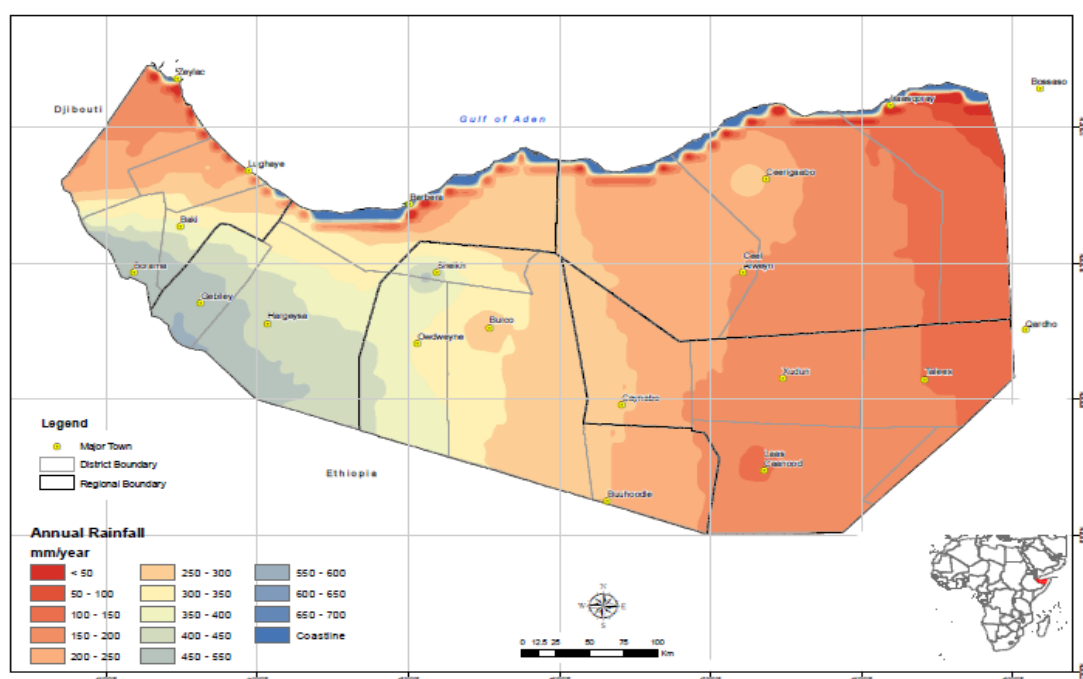 Bossaso
Zeylac
Djibouti
Laasqoray
Gulf of Aden
Lughaye
Ceerigaabo
Berbera
Baki
Ceel
Afweyn
Borama
Sheikh
Gebiley
Hargeysa
Burco
Qardho
Owdweyne
Xudun
Taleex
Caynabo
Legend
Major Town
District Boundary
Regional Boundary
Ethiopia
Laas
Caanood
Buuhoodle
Annual Rainfall
mm/year
< 50
50 - 100
100 - 150
150 - 200
200 - 250
250 - 300
300 - 350
350 - 400
400 - 450
450 - 550
550 - 600
600 - 650
650 - 700
Coastline
N
W E
S
0 12.5 25 50 75 100
Km